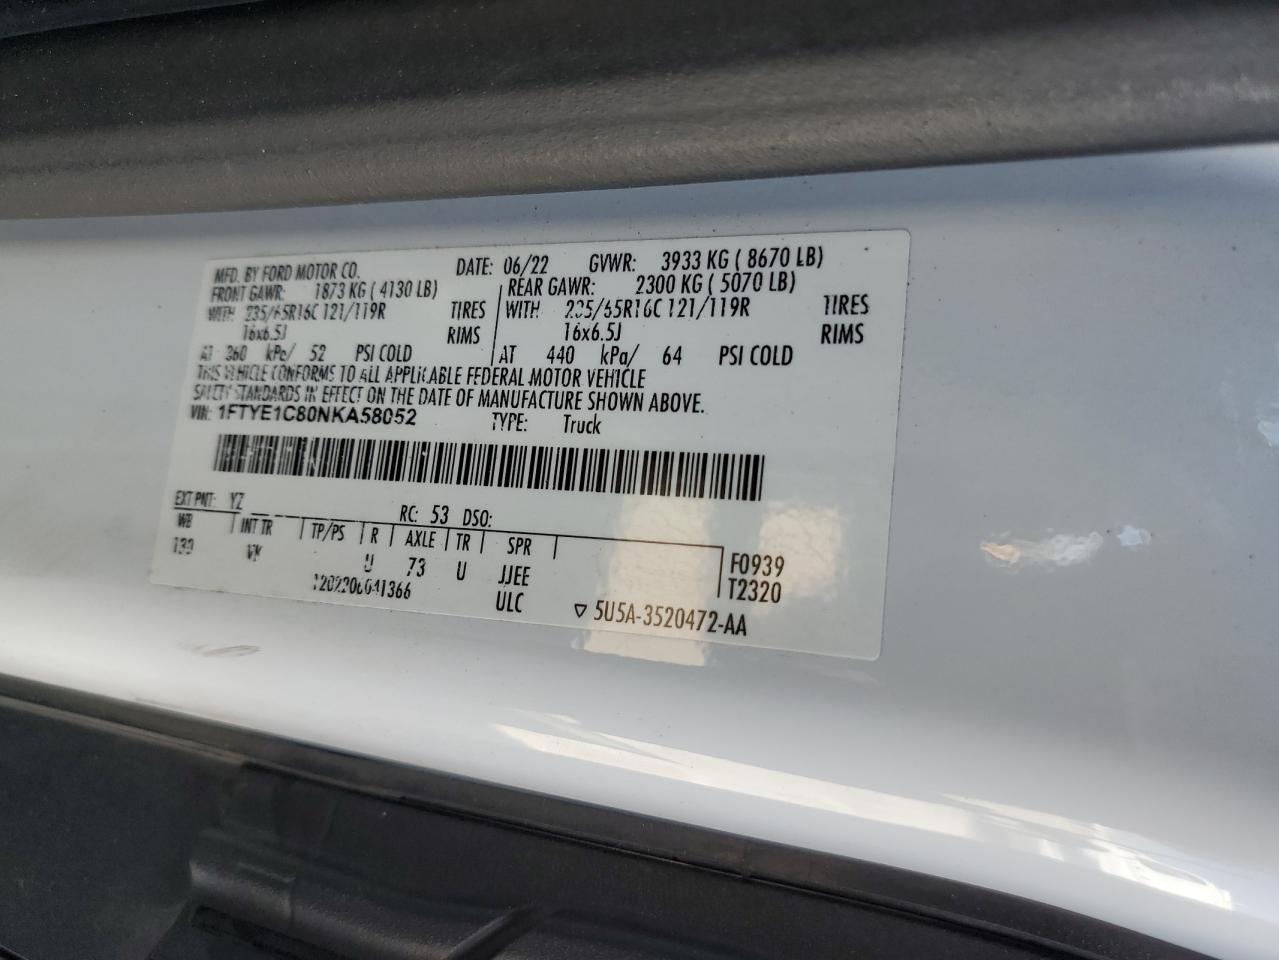 MFD. BY FORD MOTOR CO. DATE: 06/22 GVWR: 3933 KG ( 8670 LB)
FRONT GAWR: 1873 KG ( 4130 LB) REAR GAWR: 2300 KG ( 5070 LB)
WITH 235/65R16C 121/119R TIRES WITH 235/65R16C 121/119R TIRES
16x6.5J RIMS 16x6.5J RIMS
AT 360 kPa/ 52 PSI COLD AT 440 kPa/ 64 PSI COLD
THIS VEHICLE CONFORMS TO ALL APPLICABLE FEDERAL MOTOR VEHICLE
SAFETY STANDARDS IN EFFECT ON THE DATE OF MANUFACTURE SHOWN ABOVE.
VIN: 1FTYE1C80NKA58052 TYPE: Truck
EXT PNT: YZ RC: 53 DSO:
WB INT TR TP/PS R AXLE TR SPR
130 VK U 73 U JJEE F0939
ULC T2320
▽ 5U5A-3520472-AA